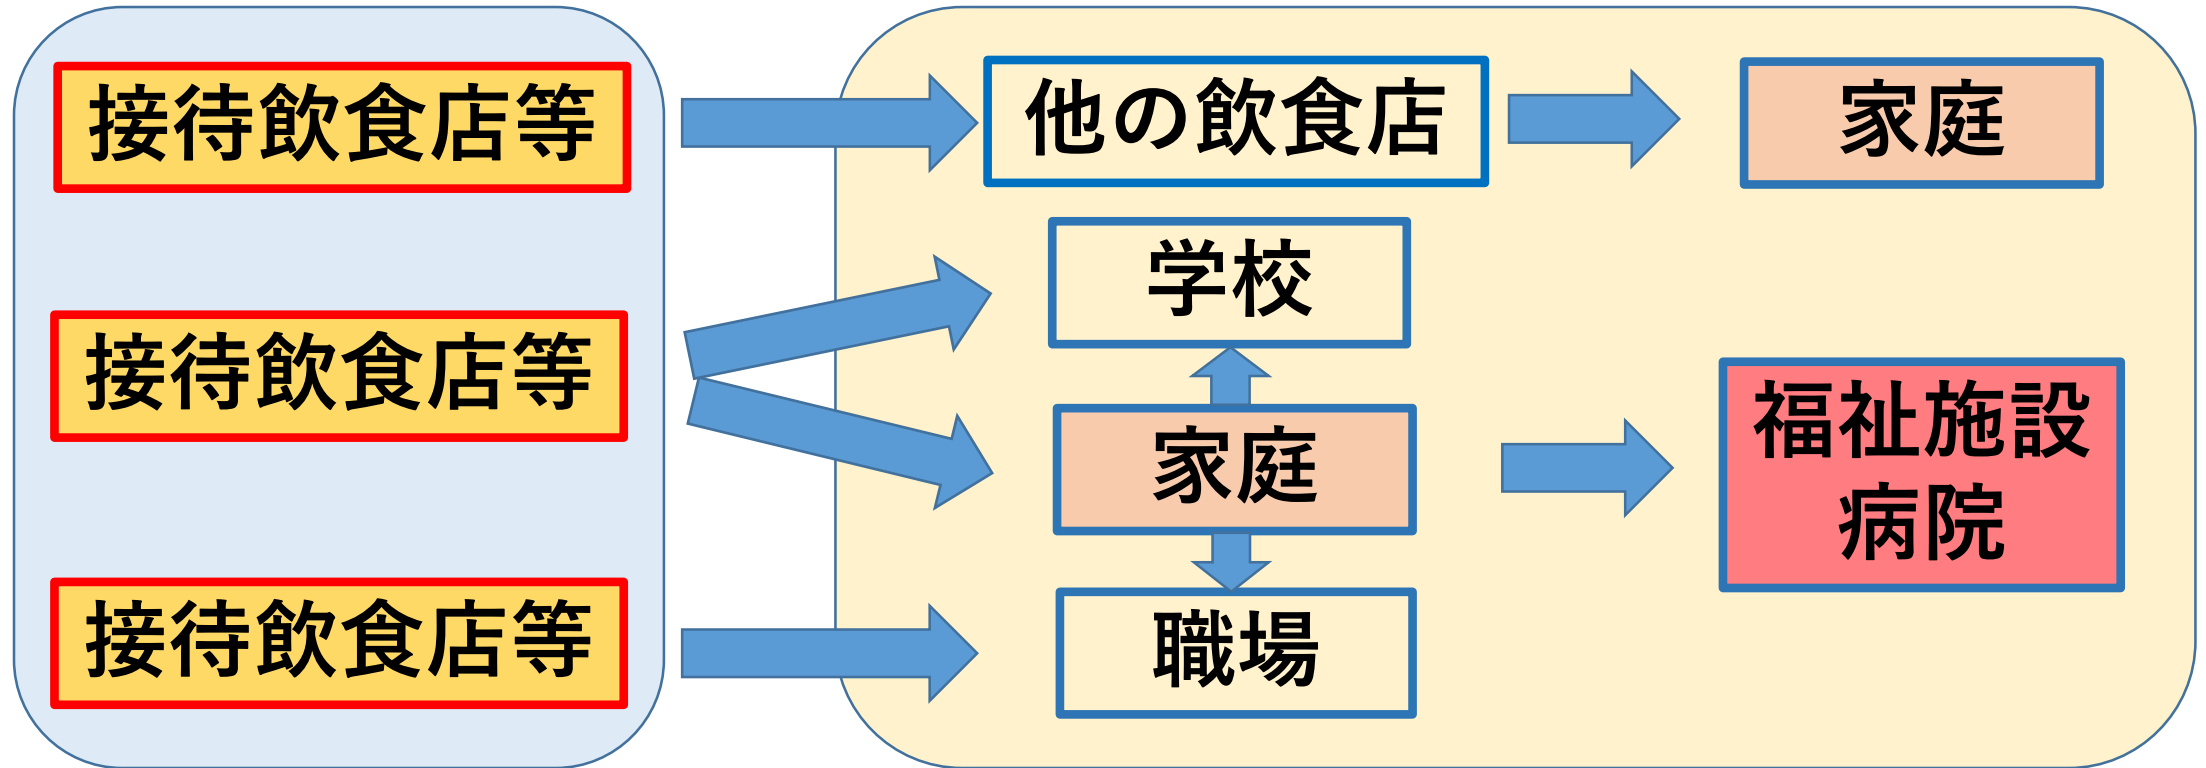 接待飲食店等
他の飲食店
家庭
接待飲食店等
学校
家庭
福祉施設
病院
接待飲食店等
職場